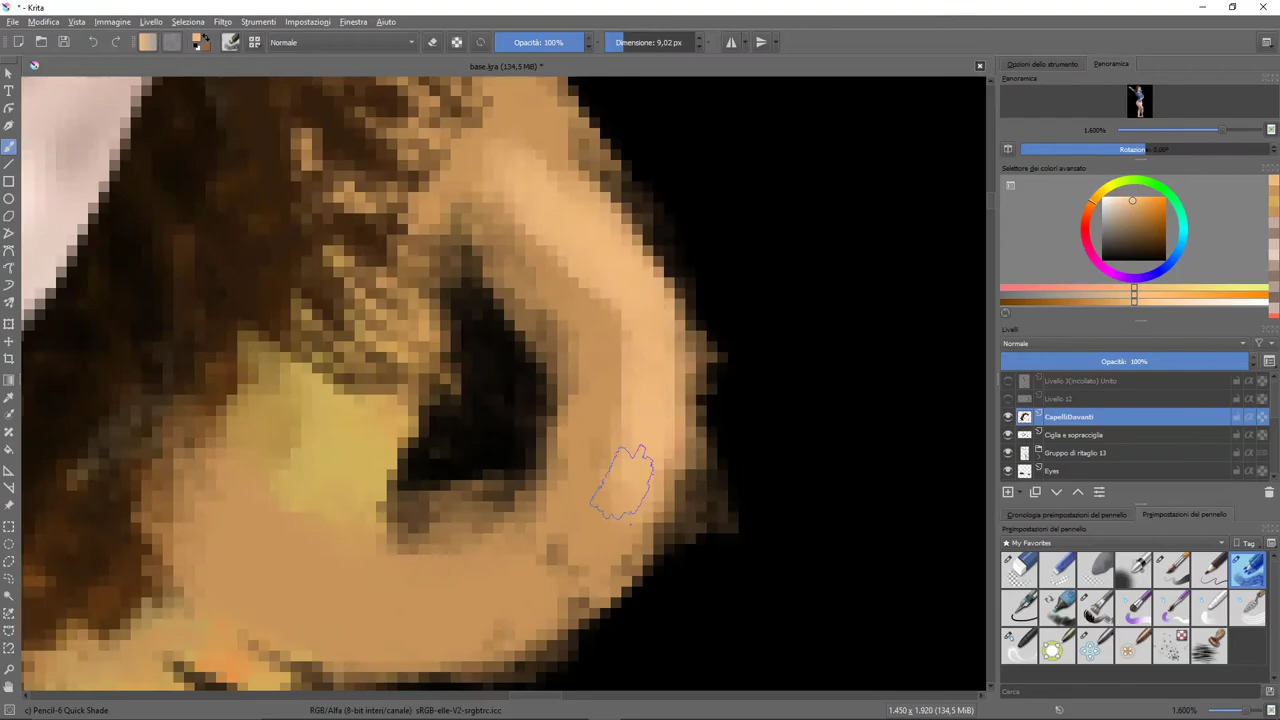 * - Krita
File Modifica Vista Immagine Livello Seleziona Filtro Strumenti Impostazioni Finestra Aiuto
Normale Opacità: 100% Dimensione: 9,02 px
base.kra (134,5 MiB) *
Opzioni dello strumento Panoramica
Panoramica
1.600%
Rotazione: 0,00°
Selettore dei colori avanzato
Livelli
Normale
Opacità: 100%
Livello 3(Incollato) Unito
Livello 12
CapelliDavanti
Ciglia e sopracciglia
Gruppo di ritaglio 13
Eyes
Cronologia preimpostazioni del pennello Preimpostazioni del pennello
Preimpostazioni del pennello
★ My Favorites Tag
Cerca
c) Pencil-6 Quick Shade RGB/Alfa (8-bit interi/canale) sRGB-elle-V2-srgbtrc.icc 1.450 x 1.920 (134,5 MiB) 1.600%